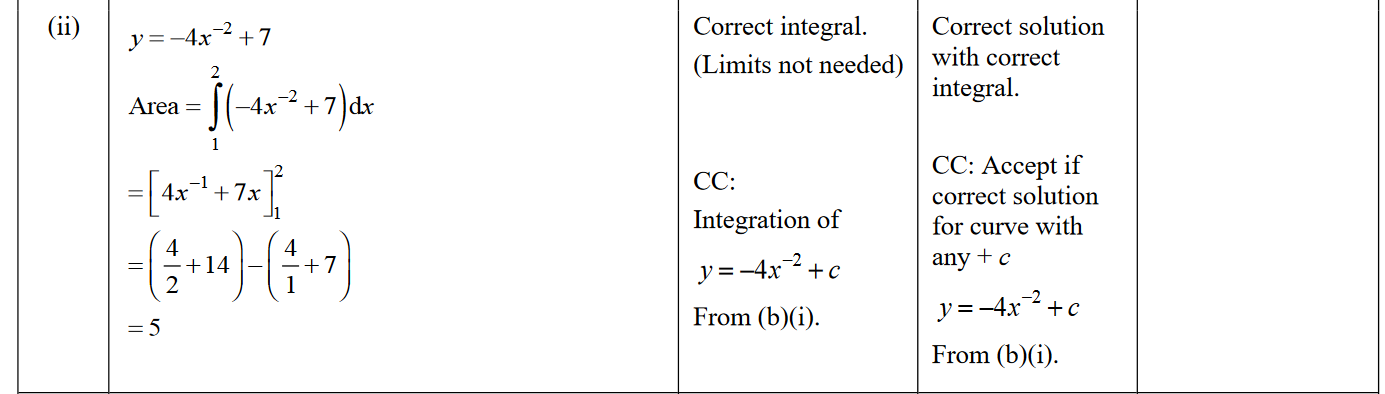 (ii)
y = −4x⁻² + 7
Area = ∫₁²(−4x⁻² + 7)dx
= [4x⁻¹ + 7x]₁²
= (4/2 + 14) − (4/1 + 7)
= 5
Correct integral.
(Limits not needed)
CC:
Integration of
y = −4x⁻² + c
From (b)(i).
Correct solution
with correct
integral.
CC: Accept if
correct solution
for curve with
any + c
y = −4x⁻² + c
From (b)(i).